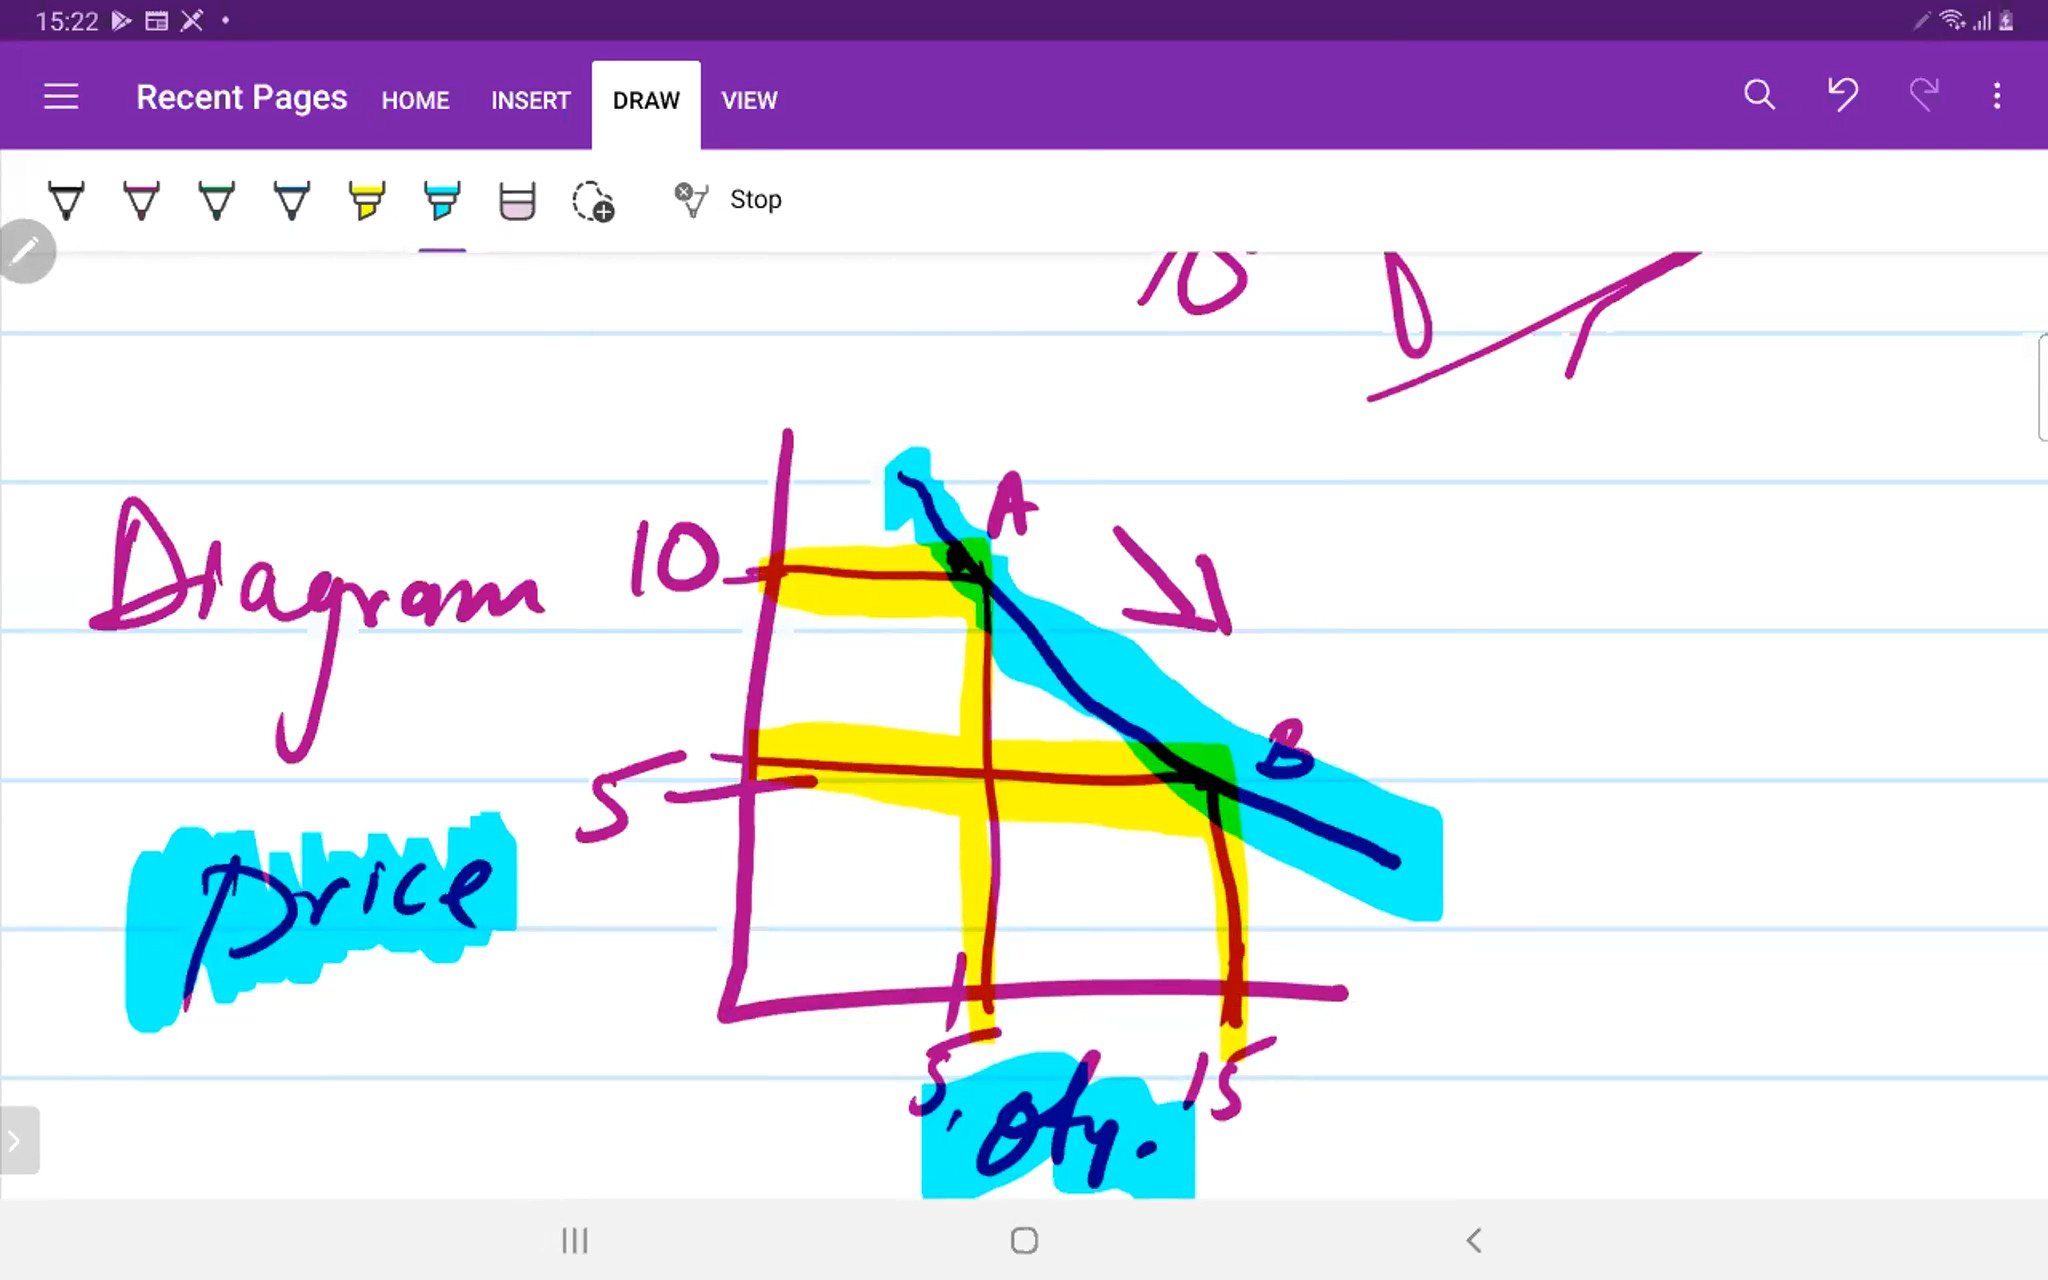 15:22
Recent Pages HOME INSERT DRAW VIEW
Stop
10
A
Diagram 10
5
B
Price
5, 15
Qty.